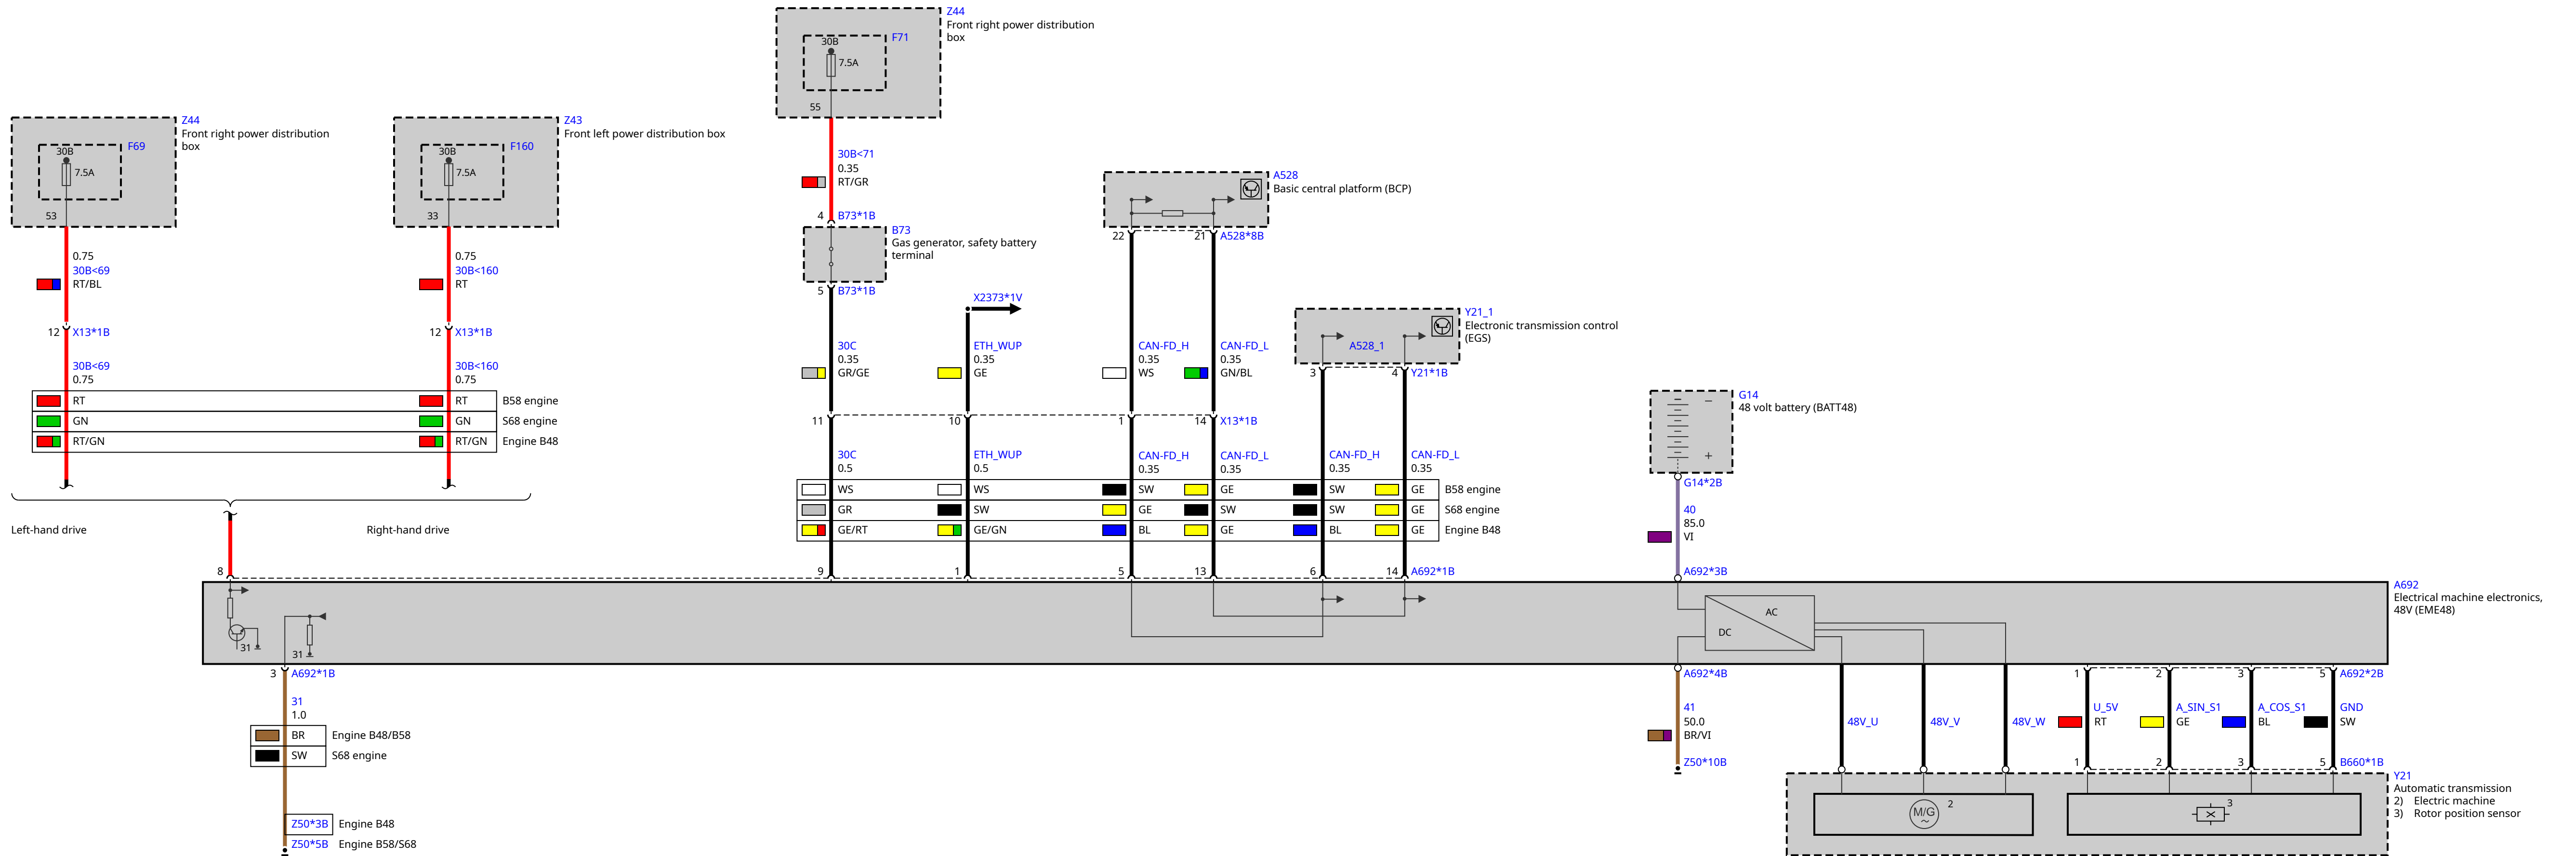 Z44
Front right power distribution
box
F71
30B
7.5A
55
Z44
Front right power distribution
box
F69
30B
7.5A
53
Z43
Front left power distribution box
F160
30B
7.5A
33
30B<71
0.35
RT/GR
4 B73*1B
B73
Gas generator, safety battery
terminal
5 B73*1B
A528
Basic central platform (BCP)
22 21 A528*8B
0.75
30B<69
RT/BL
0.75
30B<160
RT
X2373*1V
Y21_1
Electronic transmission control
(EGS)
A528_1
3 4 Y21*1B
12 X13*1B
12 X13*1B
30C
0.35
GR/GE
ETH_WUP
0.35
GE
CAN-FD_H
0.35
WS
CAN-FD_L
0.35
GN/BL
30B<69
0.75
30B<160
0.75
RT RT B58 engine
GN GN S68 engine
RT/GN RT/GN Engine B48
11 10 1 14 X13*1B
G14
48 volt battery (BATT48)
−
+
G14*2B
30C
0.5
ETH_WUP
0.5
CAN-FD_H
0.35
CAN-FD_L
0.35
CAN-FD_H
0.35
CAN-FD_L
0.35
WS WS SW GE SW GE B58 engine
GR SW GE SW SW GE S68 engine
GE/RT GE/GN BL GE BL GE Engine B48
Left-hand drive
Right-hand drive
40
85.0
VI
8 9 1 5 13 6 14 A692*1B
A692*3B
A692
Electrical machine electronics,
48V (EME48)
AC
DC
31
31
3 A692*1B
31
1.0
BR Engine B48/B58
SW S68 engine
Z50*3B Engine B48
Z50*5B Engine B58/S68
A692*4B
41
50.0
BR/VI
Z50*10B
48V_U
48V_V
48V_W
1 2 3 5 A692*2B
U_5V
RT
A_SIN_S1
GE
A_COS_S1
BL
GND
SW
1 2 3 5 B660*1B
Y21
Automatic transmission
2) Electric machine
3) Rotor position sensor
M/G
~
2
3
X